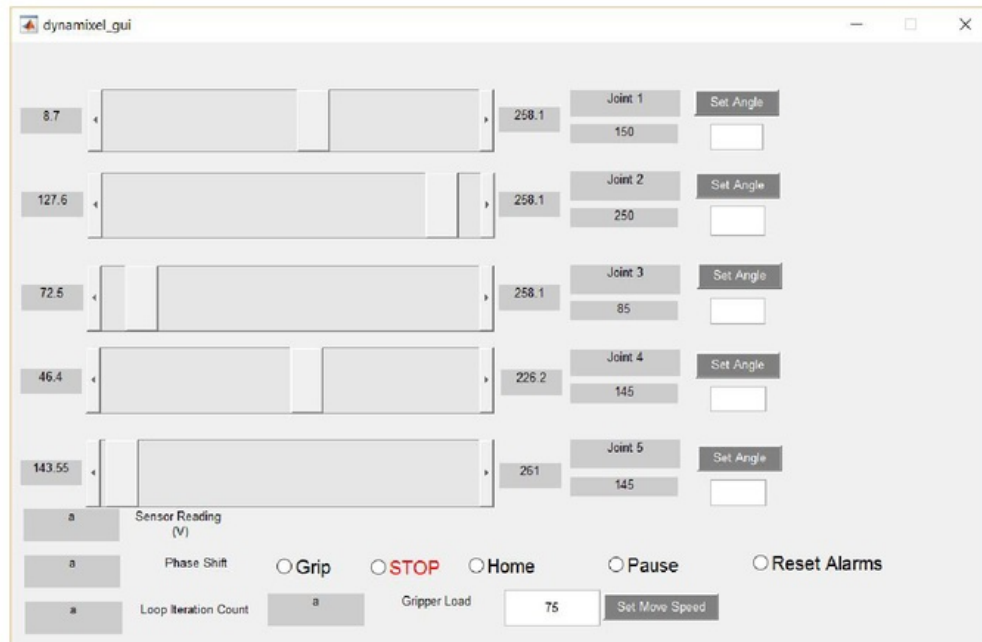 dynamixel_gui
8.7 258.1 Joint 1 Set Angle
150
127.6 258.1 Joint 2 Set Angle
250
72.5 258.1 Joint 3 Set Angle
85
46.4 226.2 Joint 4 Set Angle
145
143.55 261 Joint 5 Set Angle
145
a Sensor Reading
(V)
a Phase Shift Grip STOP Home Pause Reset Alarms
a Loop Iteration Count a Gripper Load 75 Set Move Speed